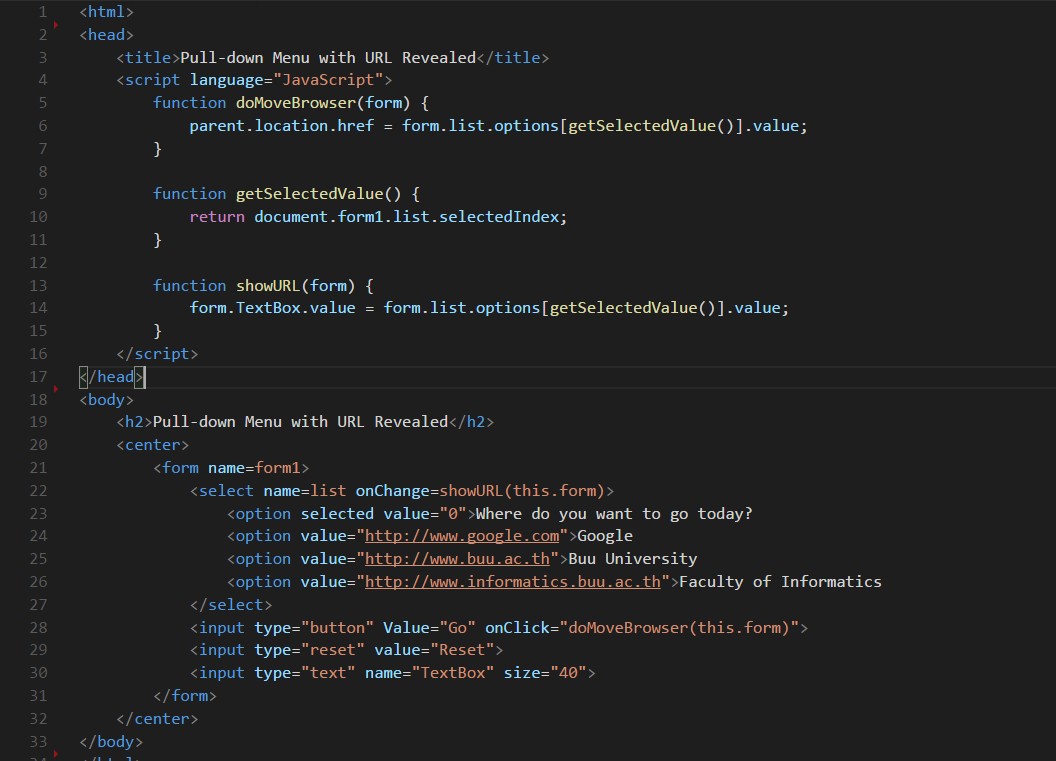 1 <html>
2 <head>
3     <title>Pull-down Menu with URL Revealed</title>
4     <script language="JavaScript">
5         function doMoveBrowser(form) {
6             parent.location.href = form.list.options[getSelectedValue()].value;
7         }
8
9         function getSelectedValue() {
10             return document.form1.list.selectedIndex;
11         }
12
13         function showURL(form) {
14             form.TextBox.value = form.list.options[getSelectedValue()].value;
15         }
16     </script>
17 </head>
18 <body>
19     <h2>Pull-down Menu with URL Revealed</h2>
20     <center>
21         <form name=form1>
22             <select name=list onChange=showURL(this.form)>
23                 <option selected value="0">Where do you want to go today?
24                 <option value="http://www.google.com">Google
25                 <option value="http://www.buu.ac.th">Buu University
26                 <option value="http://www.informatics.buu.ac.th">Faculty of Informatics
27             </select>
28             <input type="button" Value="Go" onClick="doMoveBrowser(this.form)">
29             <input type="reset" value="Reset">
30             <input type="text" name="TextBox" size="40">
31         </form>
32     </center>
33 </body>